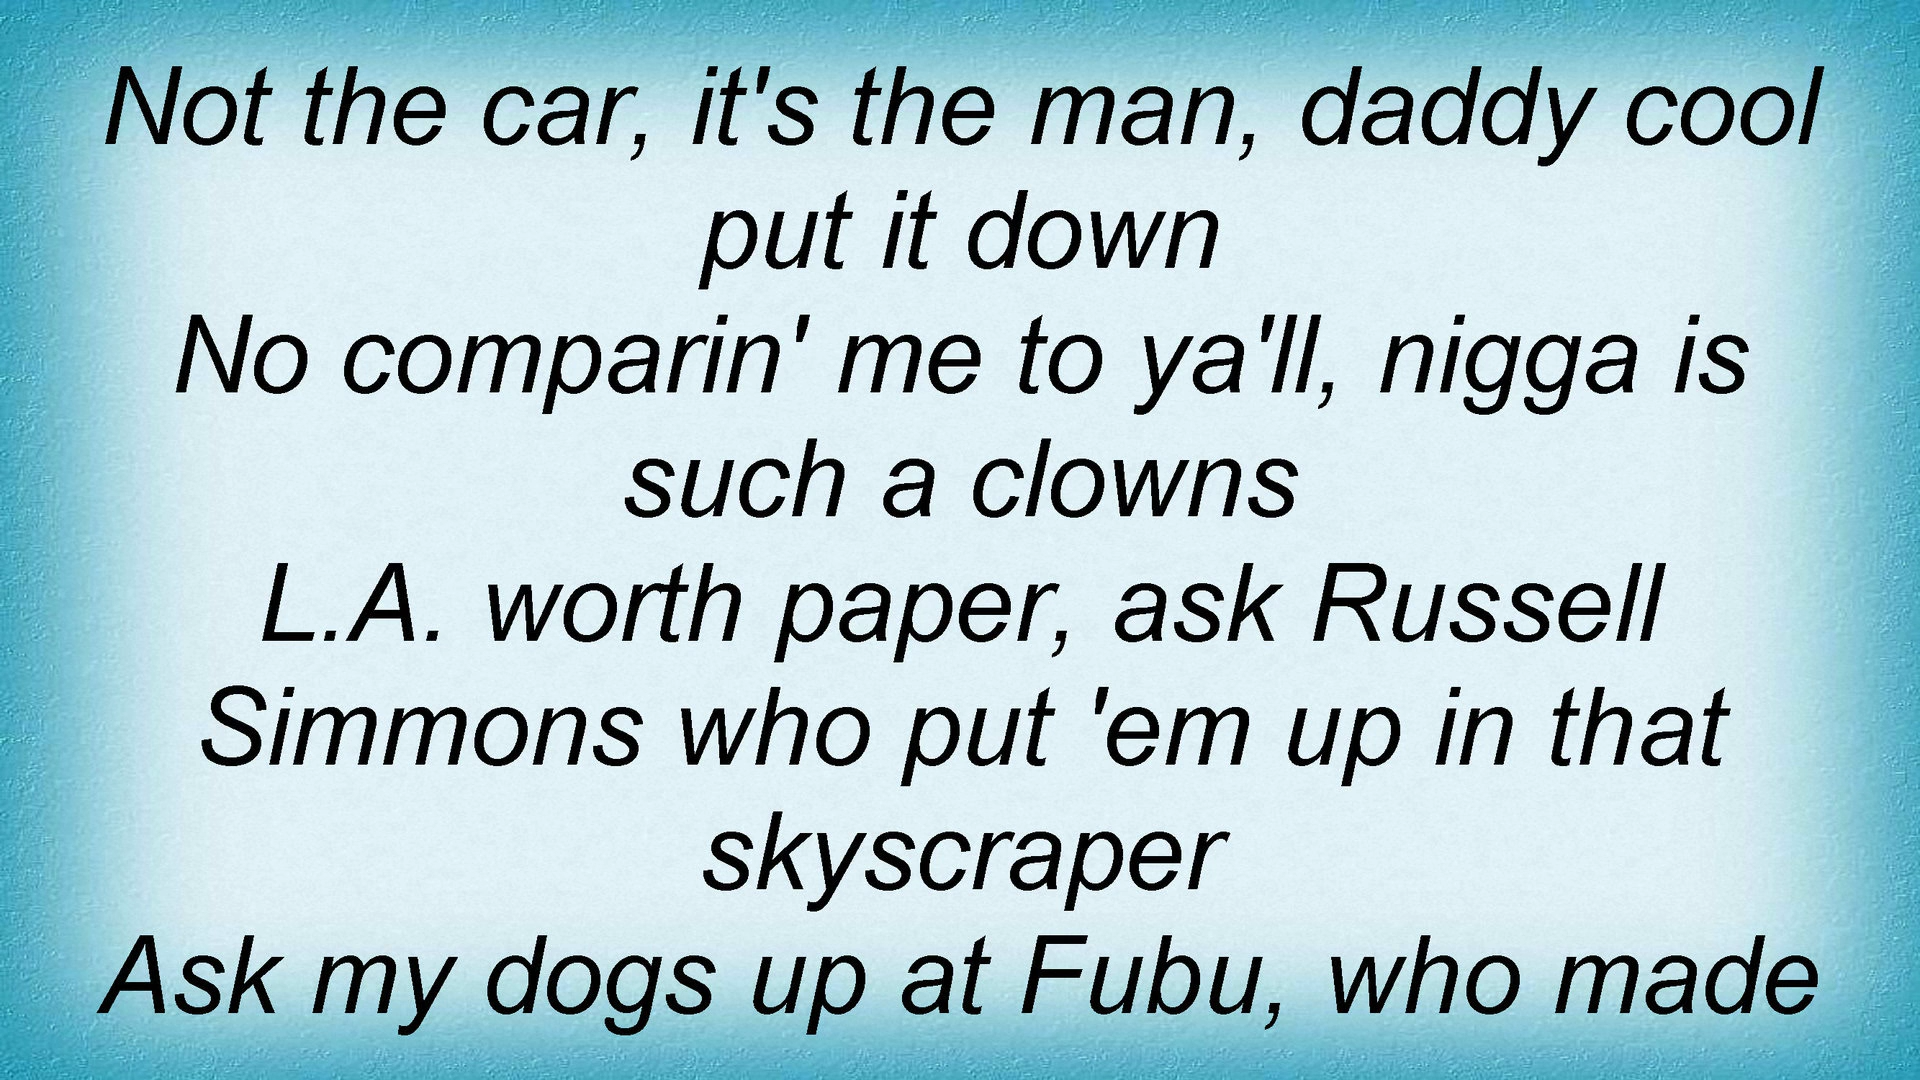 Not the car, it's the man, daddy cool
put it down
No comparin' me to ya'll, nigga is
such a clowns
L.A. worth paper, ask Russell
Simmons who put 'em up in that
skyscraper
Ask my dogs up at Fubu, who made